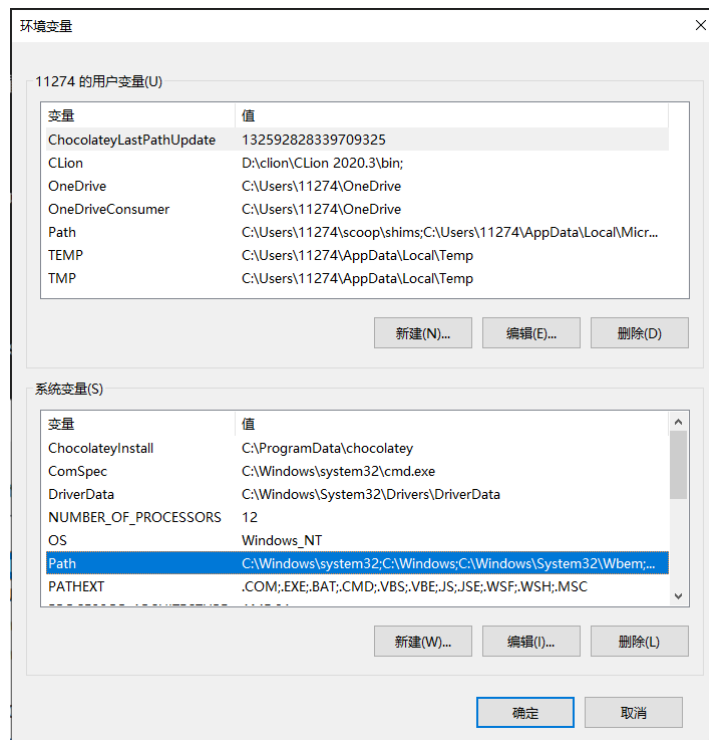 环境变量
11274 的用户变量(U)
变量 值
ChocolateyLastPathUpdate 132592828339709325
CLion D:\clion\CLion 2020.3\bin;
OneDrive C:\Users\11274\OneDrive
OneDriveConsumer C:\Users\11274\OneDrive
Path C:\Users\11274\scoop\shims;C:\Users\11274\AppData\Local\Micr...
TEMP C:\Users\11274\AppData\Local\Temp
TMP C:\Users\11274\AppData\Local\Temp
新建(N)... 编辑(E)... 删除(D)
系统变量(S)
变量 值
ChocolateyInstall C:\ProgramData\chocolatey
ComSpec C:\Windows\system32\cmd.exe
DriverData C:\Windows\System32\Drivers\DriverData
NUMBER_OF_PROCESSORS 12
OS Windows_NT
Path C:\Windows\system32;C:\Windows;C:\Windows\System32\Wbem;...
PATHEXT .COM;.EXE;.BAT;.CMD;.VBS;.VBE;.JS;.JSE;.WSF;.WSH;.MSC
新建(W)... 编辑(I)... 删除(L)
确定 取消